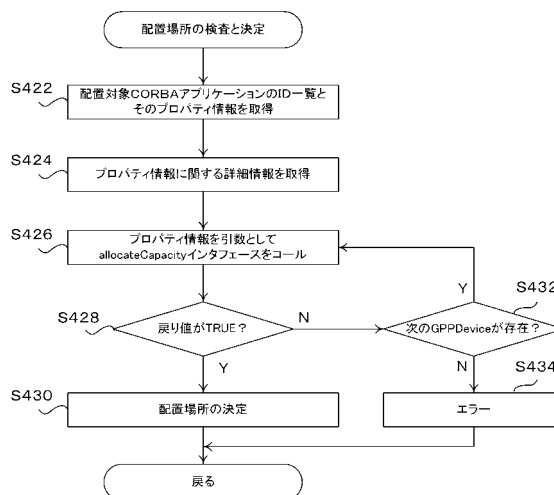 配置場所の検査と決定
S422
配置対象CORBAアプリケーションのID一覧と
そのプロパティ情報を取得
S424
プロパティ情報に関する詳細情報を取得
S426
プロパティ情報を引数として
allocateCapacityインタフェースをコール
Y
S432
S428
戻り値がTRUE？
N
次のGPPDeviceが存在？
Y
N
S434
S430
配置場所の決定
エラー
戻る